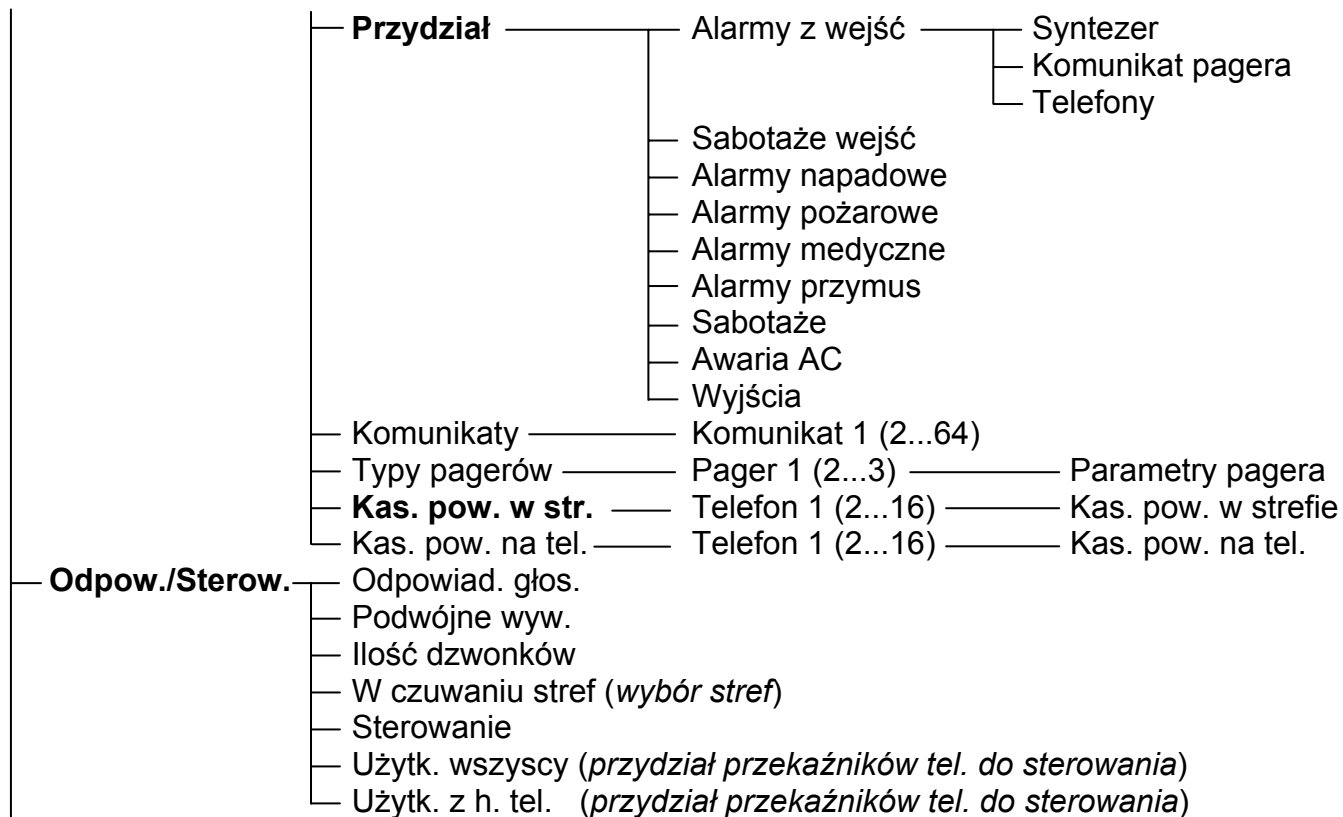 Przydział Alarmy z wejść Syntezer
Komunikat pagera
Telefony
Sabotaże wejść
Alarmy napadowe
Alarmy pożarowe
Alarmy medyczne
Alarmy przymus
Sabotaże
Awaria AC
Wyjścia
Komunikaty Komunikat 1 (2...64)
Typy pagerów Pager 1 (2...3) Parametry pagera
Kas. pow. w str. Telefon 1 (2...16) Kas. pow. w strefie
Kas. pow. na tel. Telefon 1 (2...16) Kas. pow. na tel.
Odpow./Sterow. Odpowiad. głos.
Podwójne wyw.
Ilość dzwonków
W czuwaniu stref (wybór stref)
Sterowanie
Użytk. wszyscy (przydział przekaźników tel. do sterowania)
Użytk. z h. tel. (przydział przekaźników tel. do sterowania)